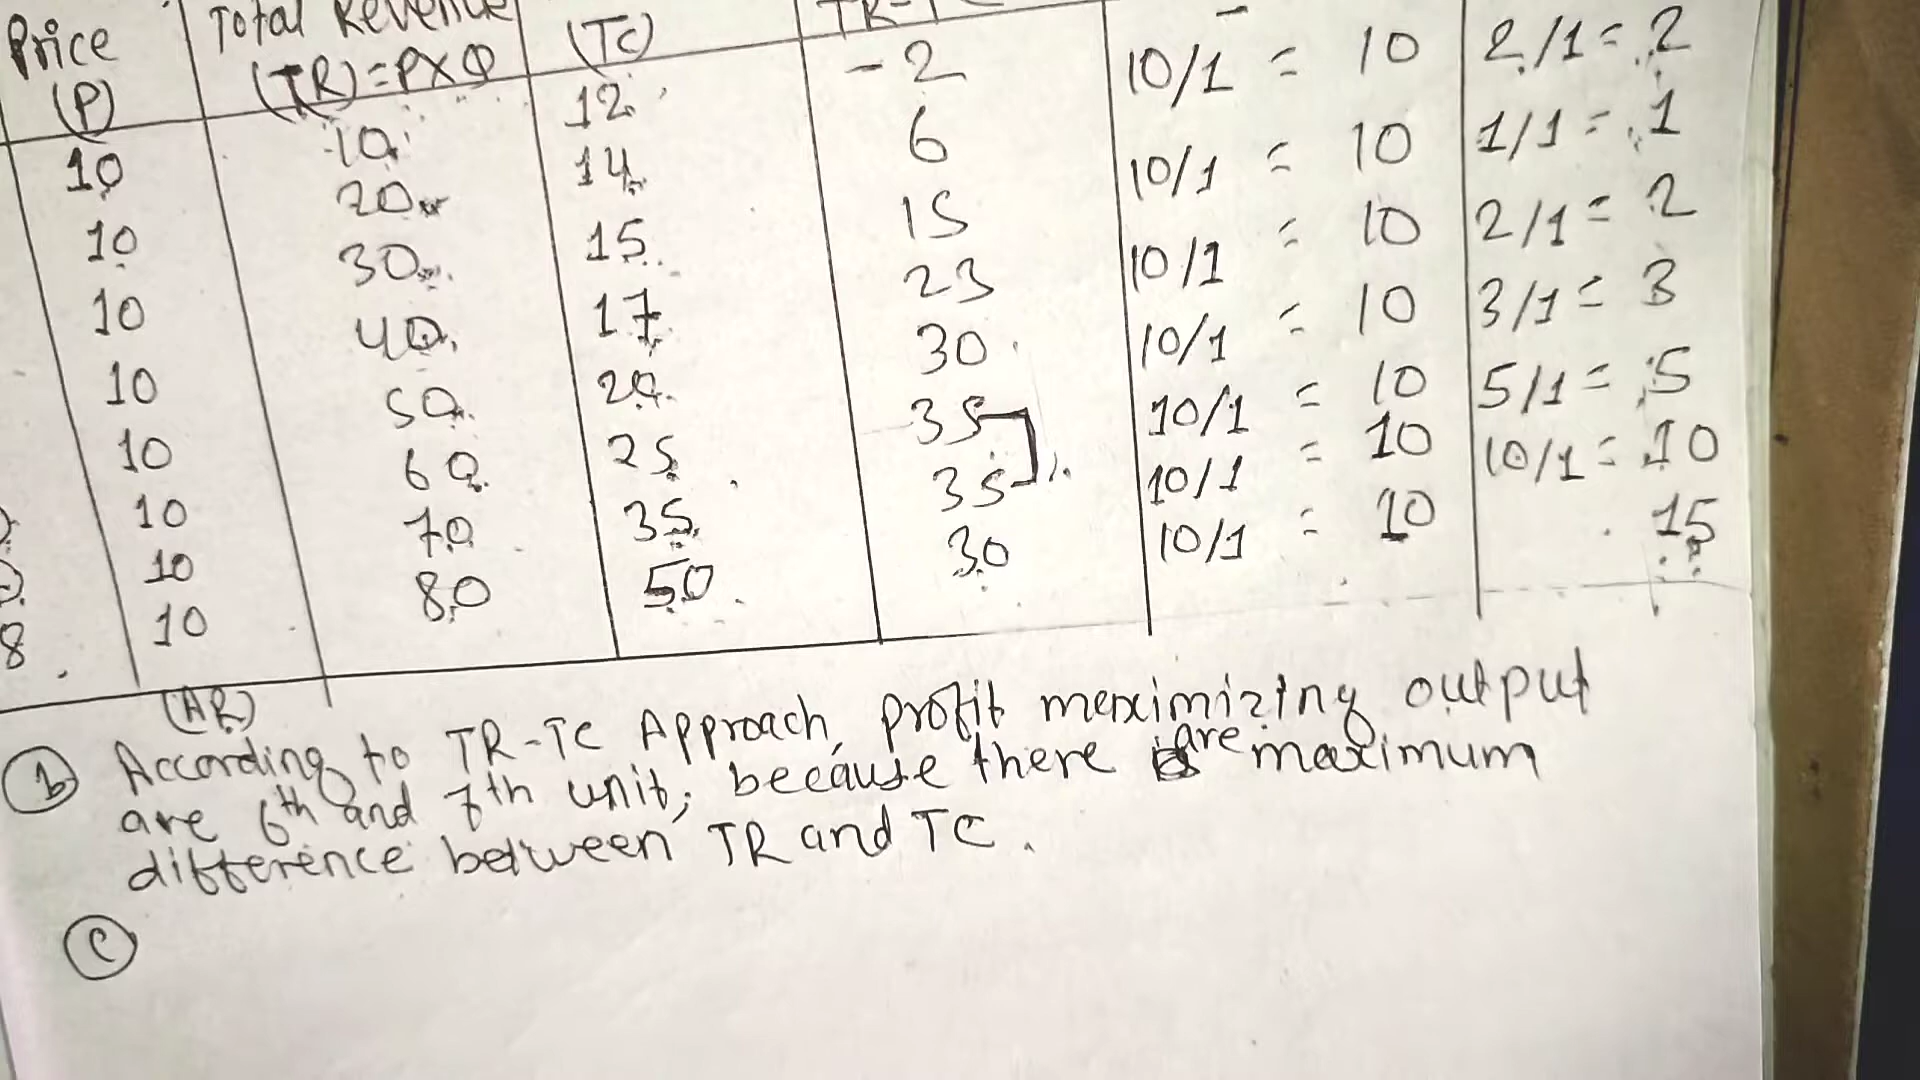 Price Total Revenue (TC) TR-TC
(P) (TR)=P×Q
10 10 12 -2 -
10 20 14 6 10/1 = 10 2/1 = 2
10 30 15 15 10/1 = 10 1/1 = 1
10 40 17 23 10/1 = 10 2/1 = 2
10 50 20 30 10/1 = 10 3/1 = 3
10 60 25 35 10/1 = 10 5/1 = 5
10 70 35 35 10/1 = 10 10/1 = 10
8 10 80 50 30 10/1 = 10 15
(AR)
b According to TR-TC Approach, profit meximizing output
are 6th and 7th unit, because there are maximum
difference between TR and TC.
C